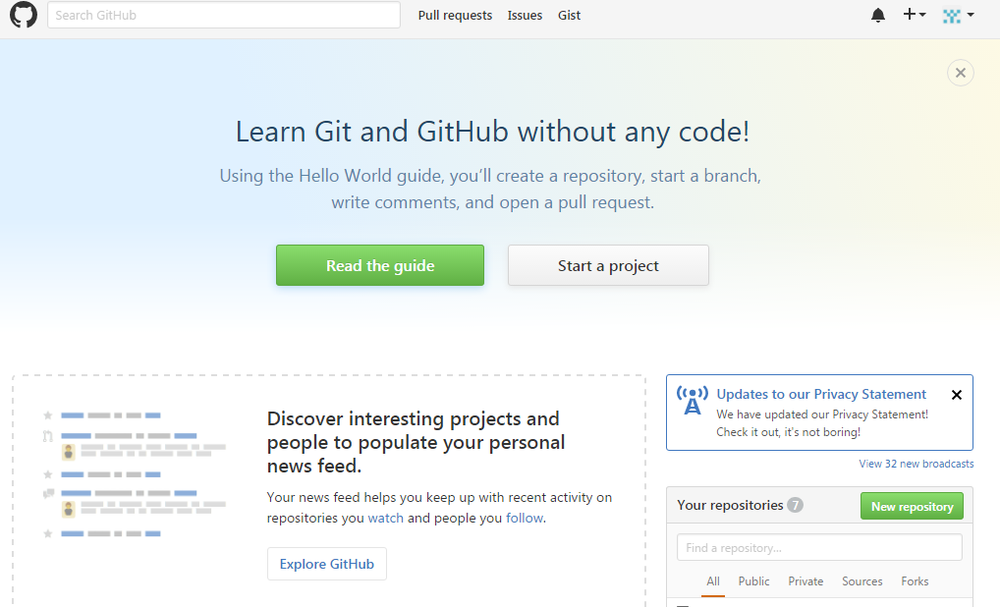 Search GitHub
Pull requests Issues Gist
Learn Git and GitHub without any code!
Using the Hello World guide, you'll create a repository, start a branch,
write comments, and open a pull request.
Read the guide Start a project
Discover interesting projects and
people to populate your personal
news feed.
Your news feed helps you keep up with recent activity on
repositories you watch and people you follow.
Explore GitHub
Updates to our Privacy Statement
We have updated our Privacy Statement!
Check it out, it's not boring!
View 32 new broadcasts
Your repositories 7 New repository
Find a repository...
All Public Private Sources Forks